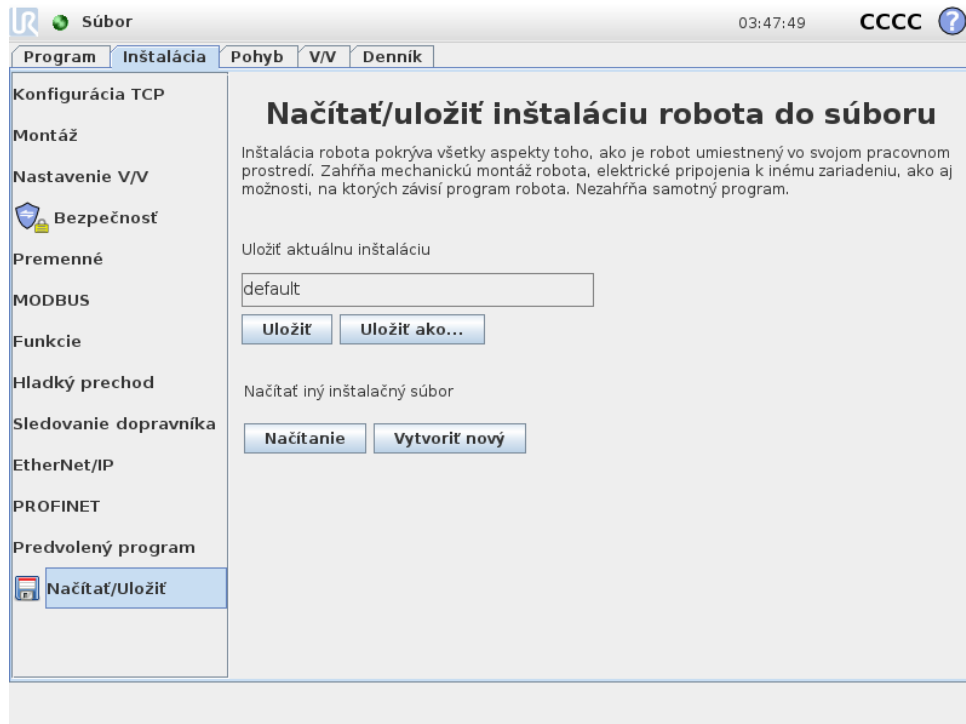 UR Súbor 03:47:49 CCCC ?
Program Inštalácia Pohyb V/V Denník
Konfigurácia TCP
Montáž
Nastavenie V/V
Bezpečnosť
Premenné
MODBUS
Funkcie
Hladký prechod
Sledovanie dopravníka
EtherNet/IP
PROFINET
Predvolený program
Načítať/Uložiť
Načítať/uložiť inštaláciu robota do súboru
Inštalácia robota pokrýva všetky aspekty toho, ako je robot umiestnený vo svojom pracovnom
prostredí. Zahŕňa mechanickú montáž robota, elektrické pripojenia k inému zariadeniu, ako aj
možnosti, na ktorých závisí program robota. Nezahŕňa samotný program.
Uložiť aktuálnu inštaláciu
default
Uložiť Uložiť ako...
Načítať iný inštalačný súbor
Načítanie Vytvoriť nový